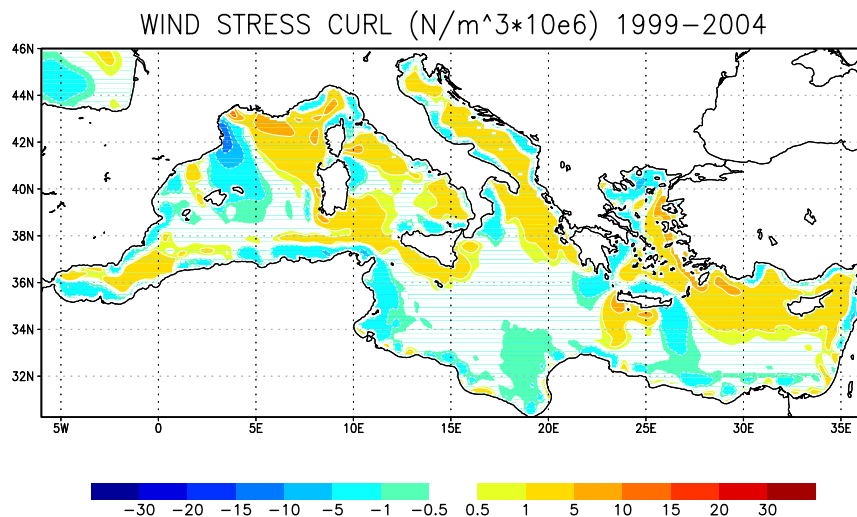 WIND STRESS CURL (N/m^3*10e6) 1999−2004
46N
44N
42N
40N
38N
36N
34N
32N
5W 0 5E 10E 15E 20E 25E 30E 35E
−30 −20 −15 −10 −5 −1 −0.5 0.5 1 5 10 15 20 30